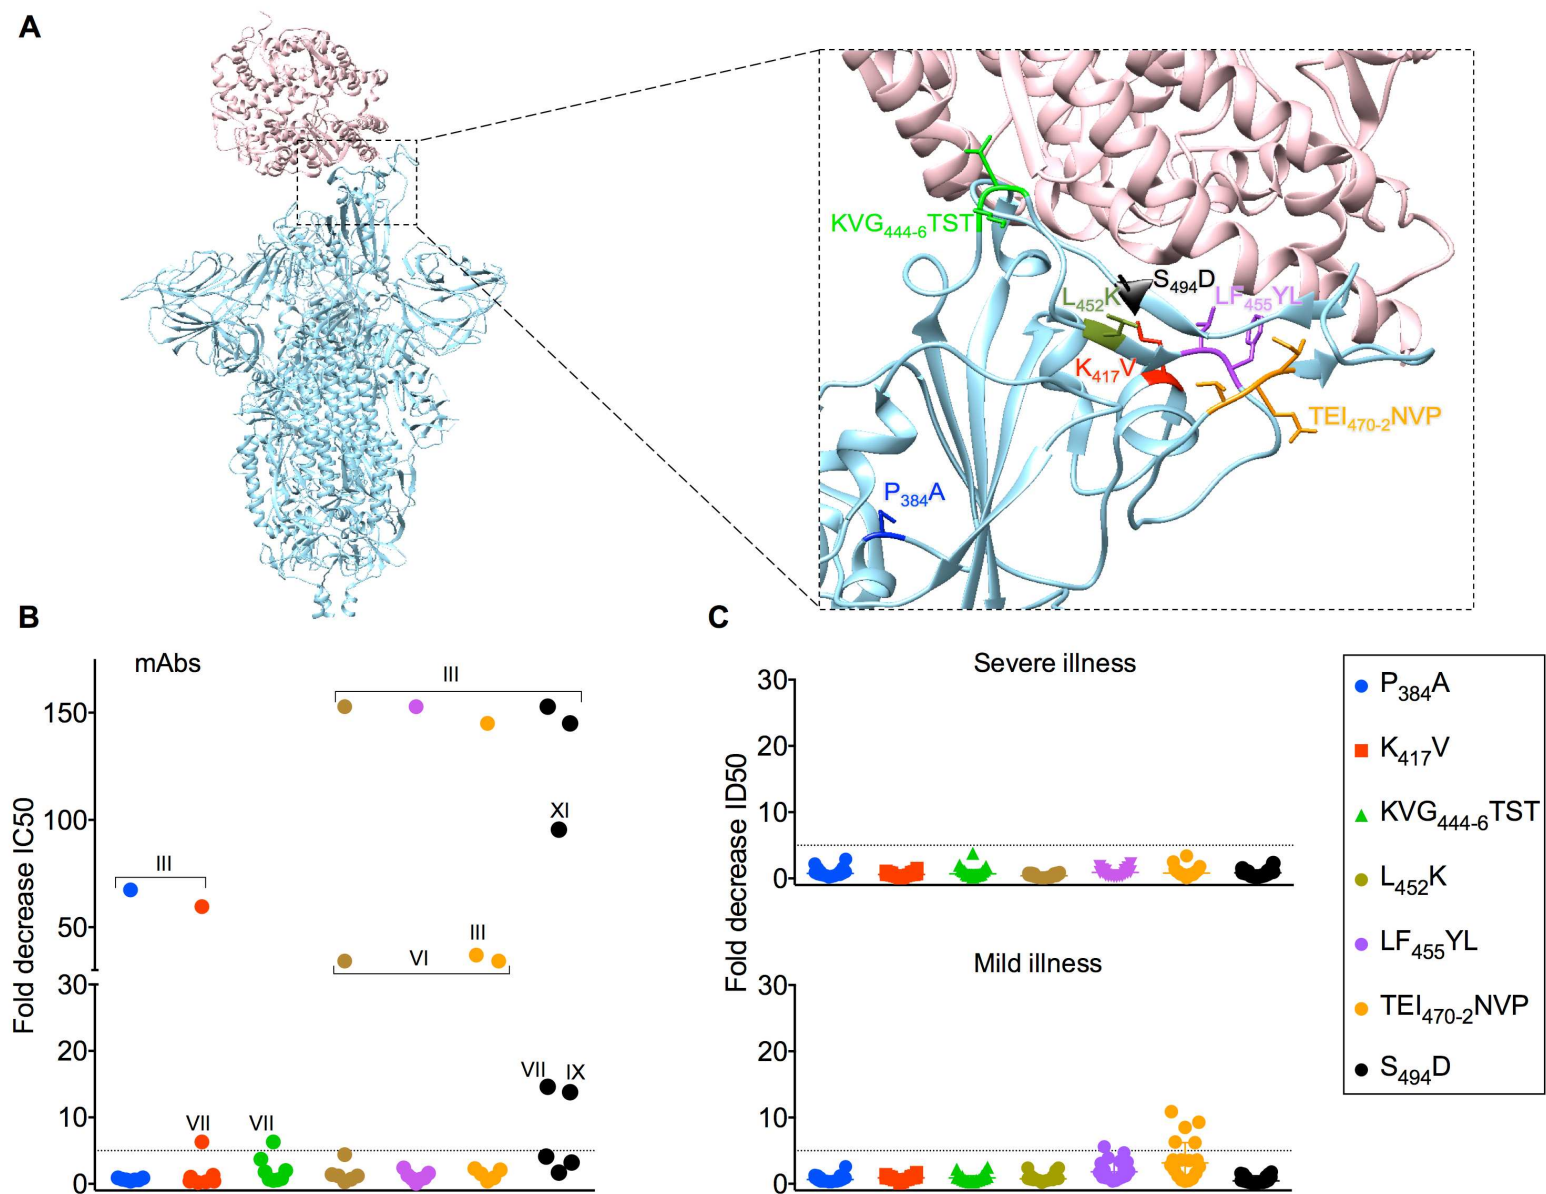 A
KVG444-6TST
S494D
L452K
LF455YL
K417V
TEI470-2NVP
P384A
B
mAbs
III
150
XI
100
III
50
III
VI
30
20
VII IX
10
VII VII
0
Fold decrease IC50
C
Severe illness
30
20
10
0
Fold decrease ID50
Mild illness
30
20
10
0
P384A
K417V
KVG444-6TST
L452K
LF455YL
TEI470-2NVP
S494D